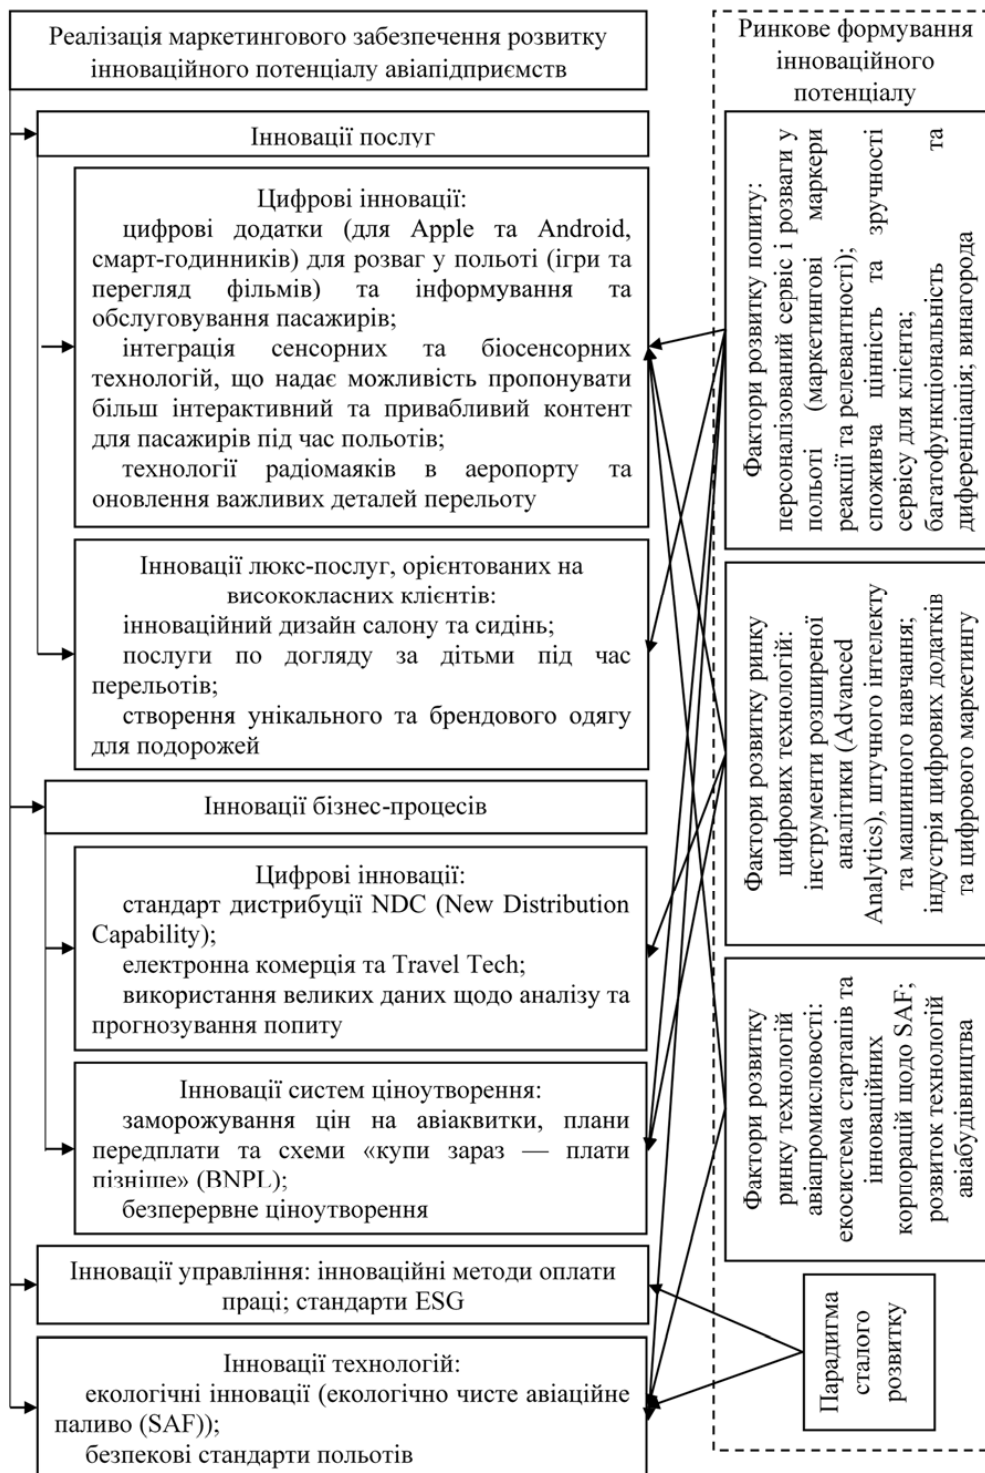 Реалізація маркетингового забезпечення розвитку
інноваційного потенціалу авіапідприємств
Інновації послуг
Цифрові інновації:
цифрові додатки (для Apple та Android,
смарт-годинників) для розваг у польоті (ігри та
перегляд фільмів) та інформування та
обслуговування пасажирів;
інтеграція сенсорних та біосенсорних
технологій, що надає можливість пропонувати
більш інтерактивний та привабливий контент
для пасажирів під час польотів;
технології радіомаяків в аеропорту та
оновлення важливих деталей перельоту
Інновації люкс-послуг, орієнтованих на
висококласних клієнтів:
інноваційний дизайн салону та сидінь;
послуги по догляду за дітьми під час
перельотів;
створення унікального та брендового одягу
для подорожей
Інновації бізнес-процесів
Цифрові інновації:
стандарт дистрибуції NDC (New Distribution
Capability);
електронна комерція та Travel Tech;
використання великих даних щодо аналізу та
прогнозування попиту
Інновації систем ціноутворення:
заморожування цін на авіаквитки, плани
передплати та схеми «купи зараз — плати
пізніше» (BNPL);
безперервне ціноутворення
Інновації управління: інноваційні методи оплати
праці; стандарти ESG
Інновації технологій:
екологічні інновації (екологічно чисте авіаційне
паливо (SAF));
безпекові стандарти польотів
Ринкове формування
інноваційного
потенціалу
Фактори розвитку попиту:
персоналізований сервіс і розваги у
польоті (маркетингові маркери
реакції та релевантності);
споживча цінність та зручності
сервісу для клієнта;
багатофункціональність та
диференціація; винагорода
Фактори розвитку ринку
цифрових технологій:
інструменти розширеної
аналітики (Advanced
Analytics), штучного інтелекту
та машинного навчання;
індустрія цифрових додатків
та цифрового маркетингу
Фактори розвитку
ринку технологій
авіапромисловості:
екосистема стартапів та
інноваційних
корпорацій щодо SAF;
розвиток технологій
авіабудівництва
Парадигма
сталого
розвитку